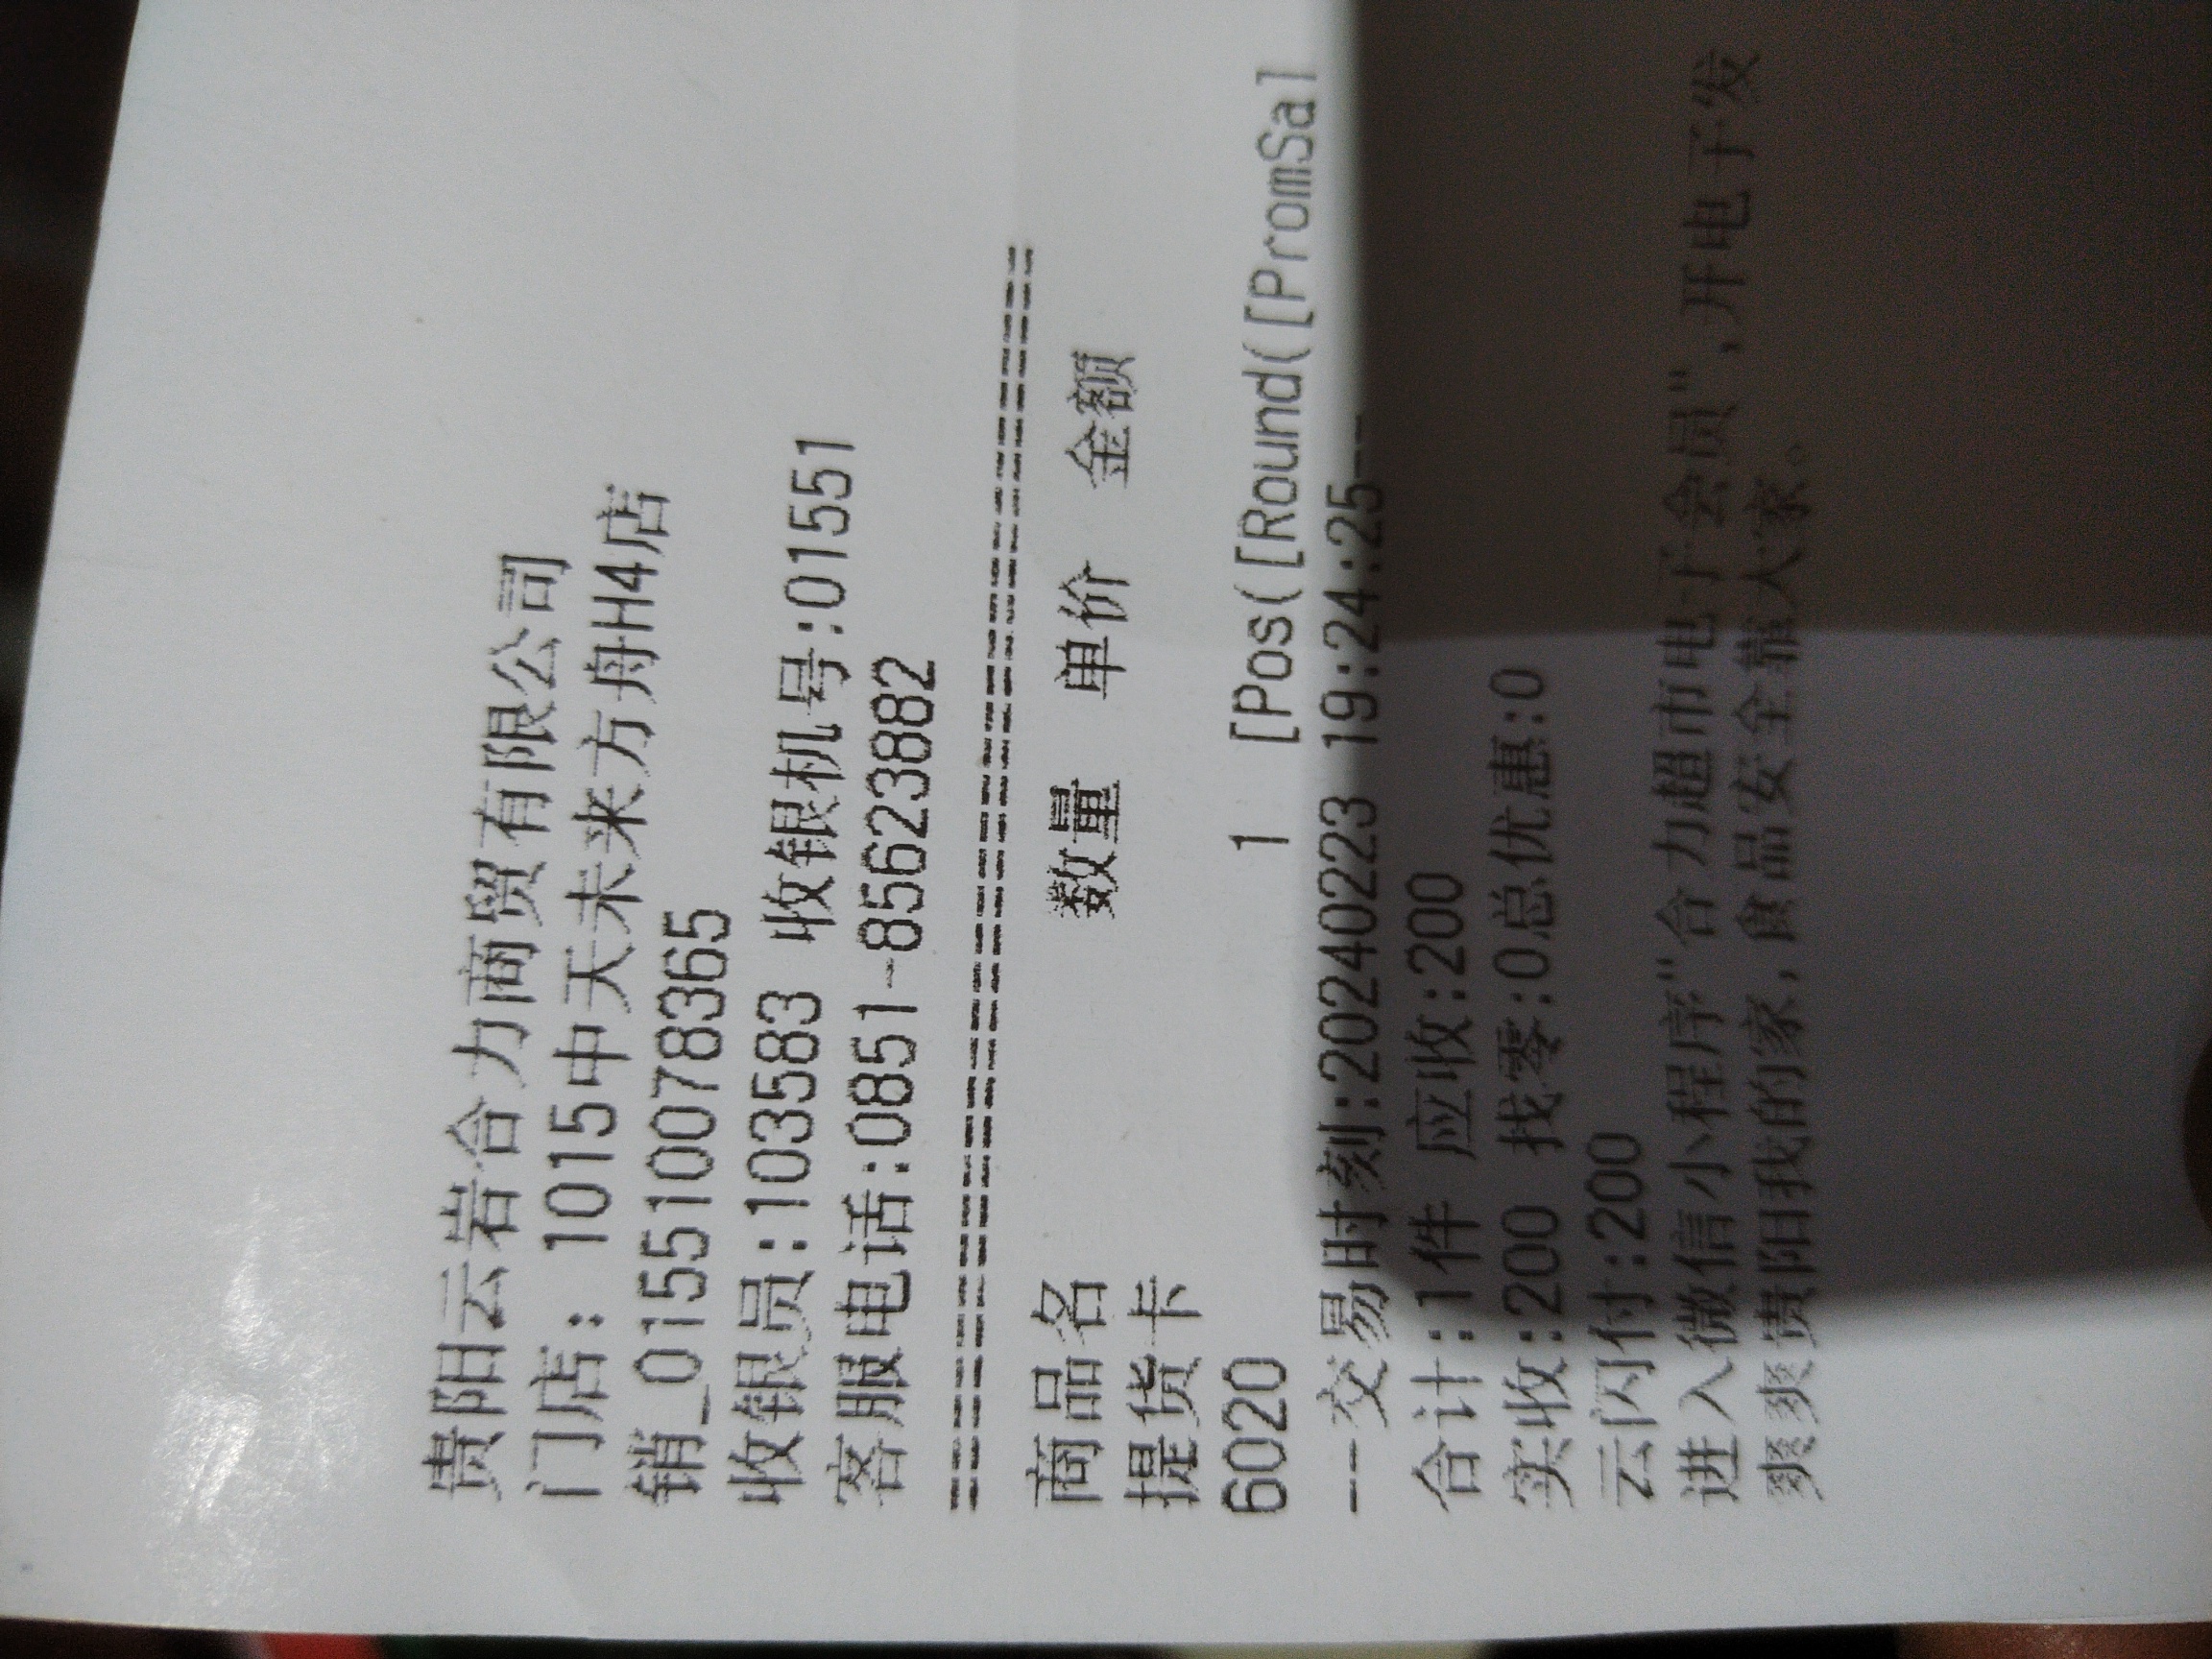 贵阳云岩合力商贸有限公司
门店: 1015中天未来方舟H4店
销_01551007​8365
收银员:103583 收银机号:01551
客服电话:0851-85623882
========================================
商品名 数量 单价 金额
提货卡
6020 1 [Pos([Round([PromSal
---交易时刻:20240223 19:24:25--
合计:1件 应收:200
实收:200 找零:0总优惠:0
云闪付:200
进入微信小程序"合力超市电子会员",开电子发
爽爽贵阳我的家,食品安全靠大家。